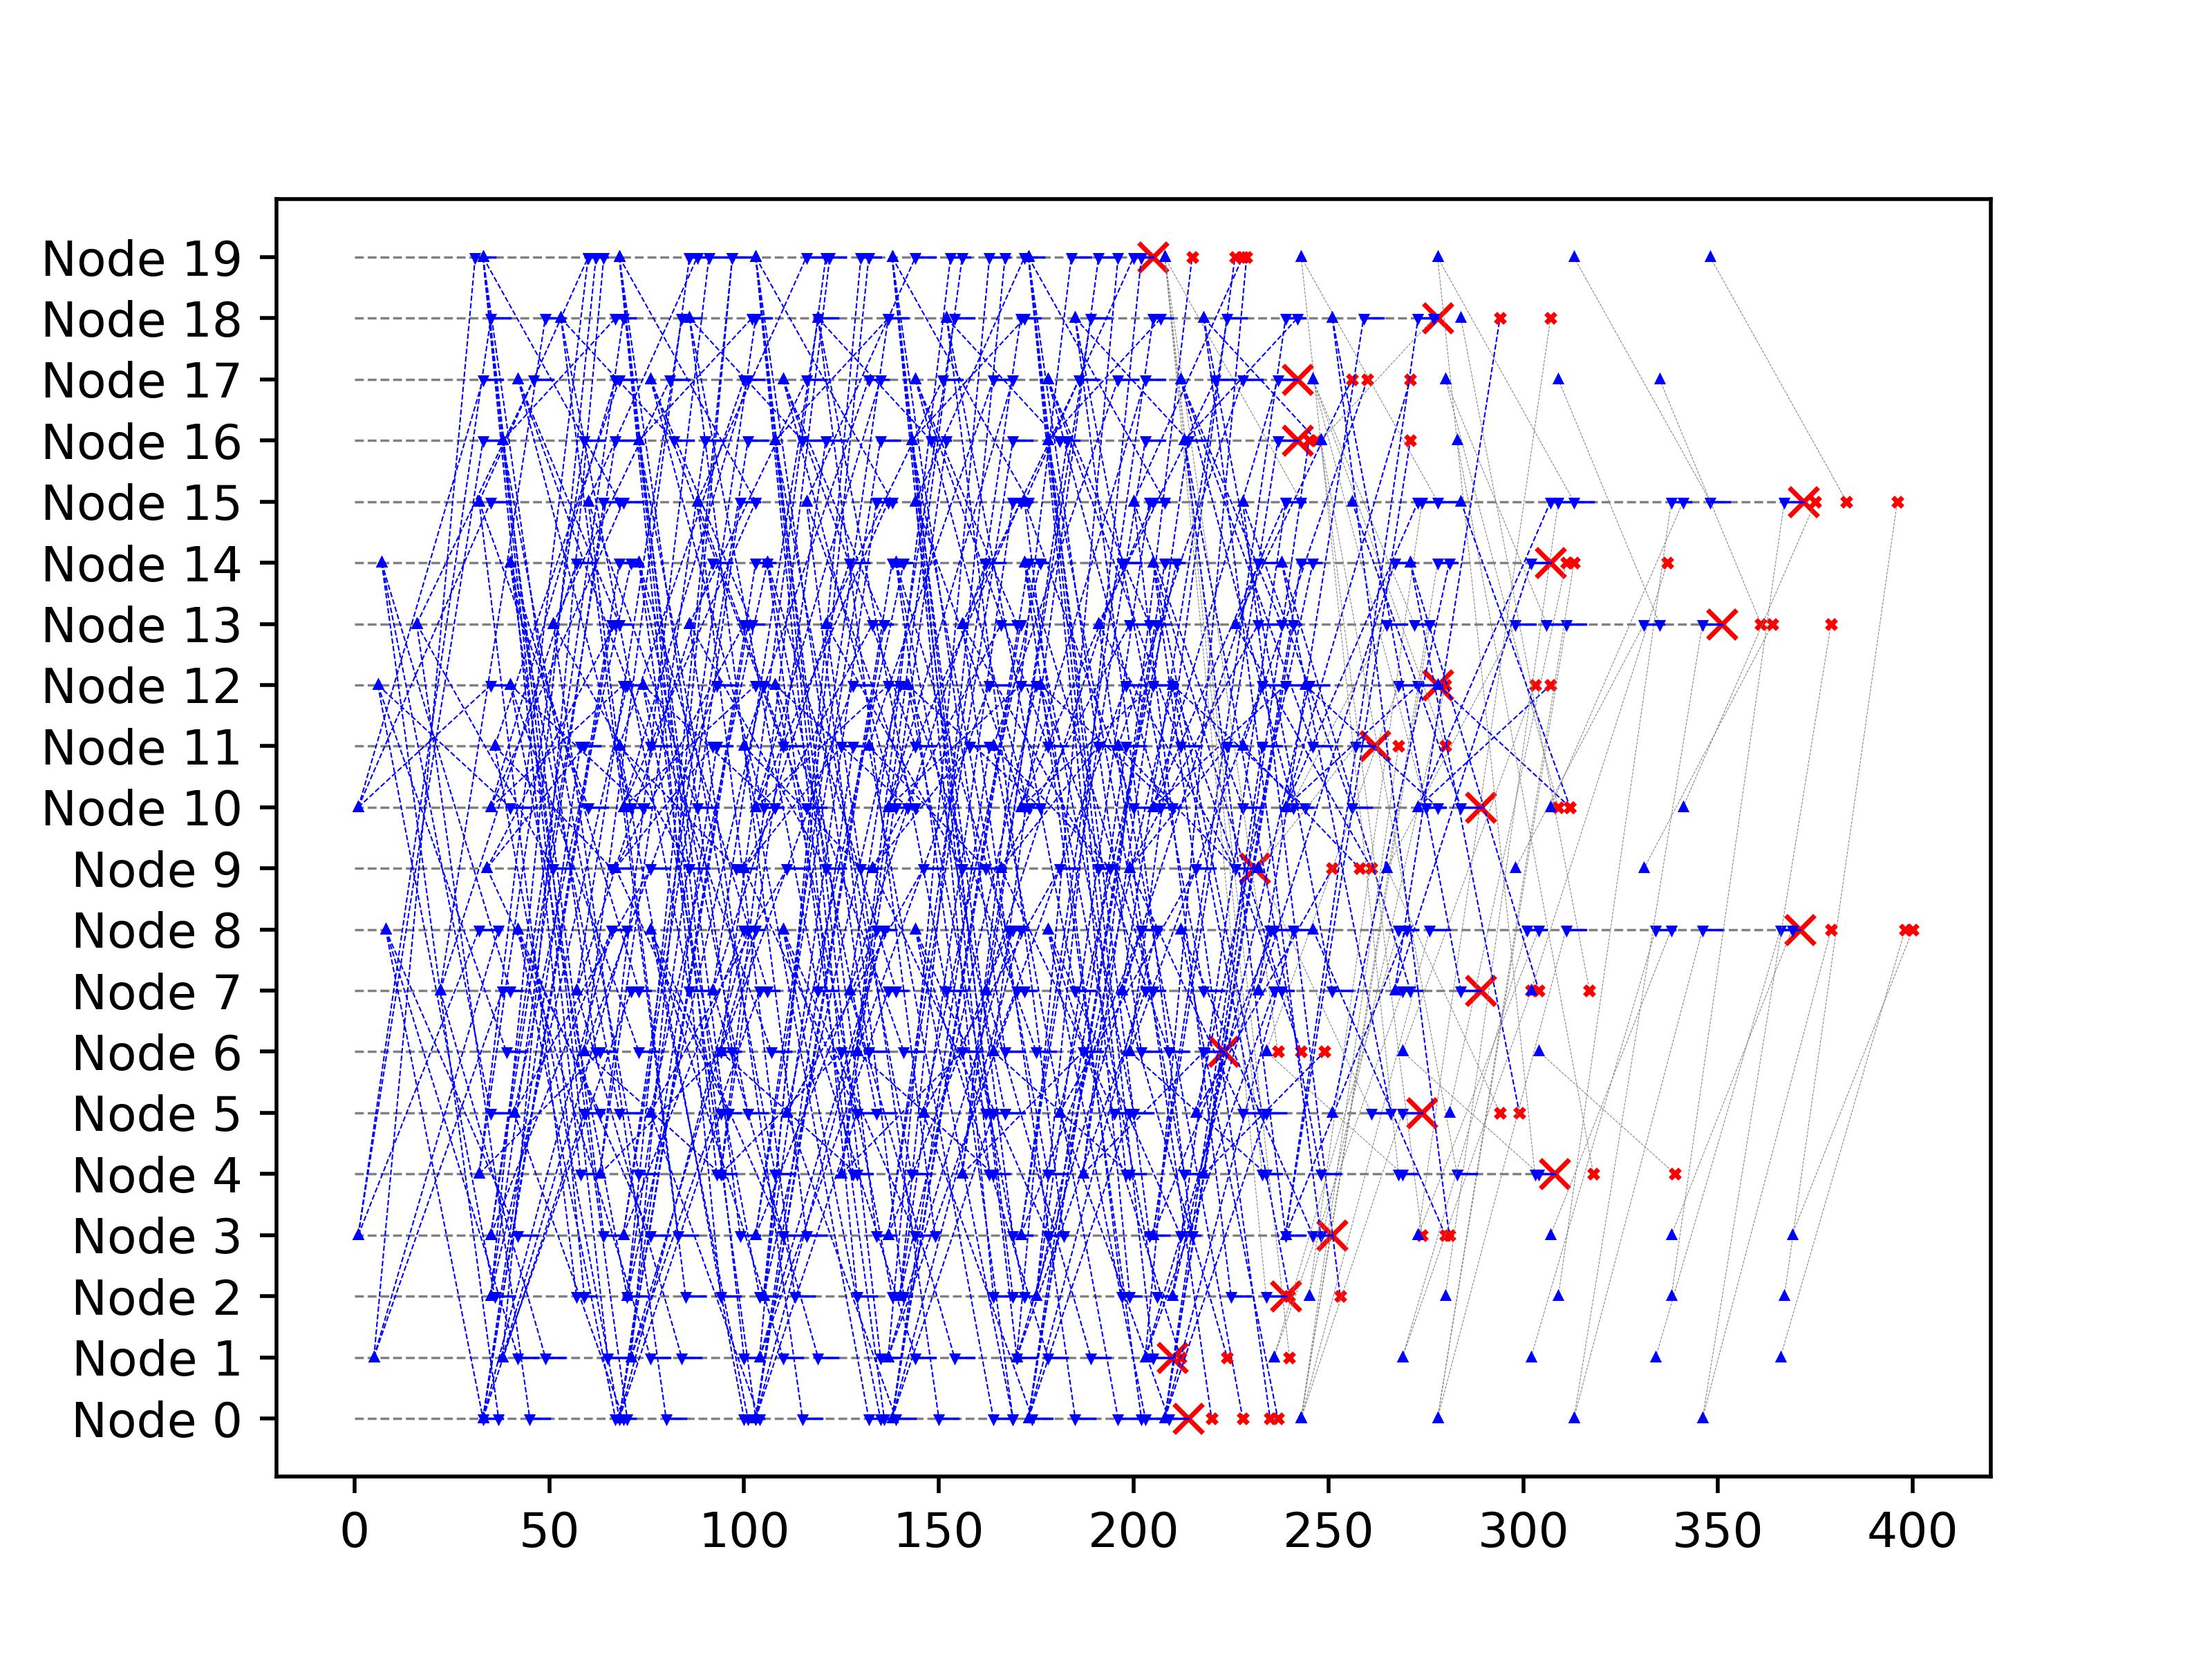 Node 19
Node 18
Node 17
Node 16
Node 15
Node 14
Node 13
Node 12
Node 11
Node 10
Node 9
Node 8
Node 7
Node 6
Node 5
Node 4
Node 3
Node 2
Node 1
Node 0
0 50 100 150 200 250 300 350 400